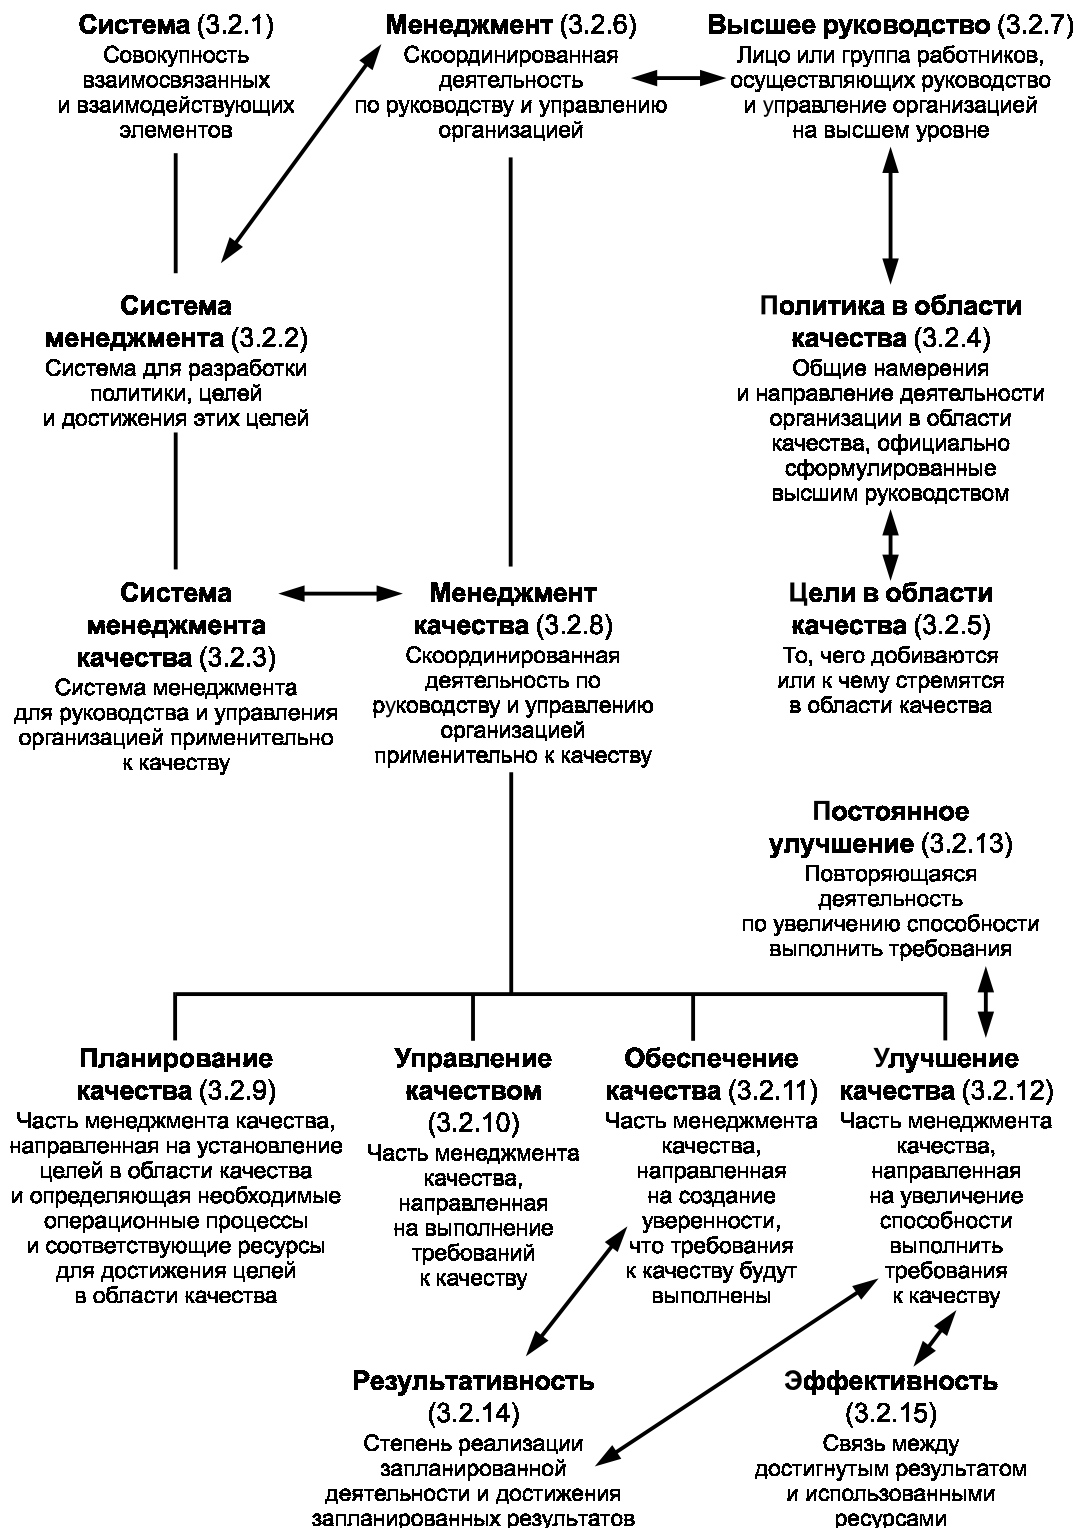 Система (3.2.1)
Совокупность
взаимосвязанных
и взаимодействующих
элементов
Менеджмент (3.2.6)
Скоординированная
деятельность
по руководству и управлению
организацией
Высшее руководство (3.2.7)
Лицо или группа работников,
осуществляющих руководство
и управление организацией
на высшем уровне
Система
менеджмента (3.2.2)
Система для разработки
политики, целей
и достижения этих целей
Политика в области
качества (3.2.4)
Общие намерения
и направление деятельности
организации в области
качества, официально
сформулированные
высшим руководством
Система
менеджмента
качества (3.2.3)
Система менеджмента
для руководства и управления
организацией применительно
к качеству
Менеджмент
качества (3.2.8)
Скоординированная
деятельность по
руководству и управлению
организацией
применительно к качеству
Цели в области
качества (3.2.5)
То, чего добиваются
или к чему стремятся
в области качества
Постоянное
улучшение (3.2.13)
Повторяющаяся
деятельность
по увеличению способности
выполнить требования
Планирование
качества (3.2.9)
Часть менеджмента качества,
направленная на установление
целей в области качества
и определяющая необходимые
операционные процессы
и соответствующие ресурсы
для достижения целей
в области качества
Управление
качеством
(3.2.10)
Часть менеджмента
качества,
направленная
на выполнение
требований
к качеству
Обеспечение
качества (3.2.11)
Часть менеджмента
качества,
направленная
на создание
уверенности,
что требования
к качеству будут
выполнены
Улучшение
качества (3.2.12)
Часть менеджмента
качества,
направленная
на увеличение
способности
выполнить
требования
к качеству
Результативность
(3.2.14)
Степень реализации
запланированной
деятельности и достижения
запланированных результатов
Эффективность
(3.2.15)
Связь между
достигнутым результатом
и использованными
ресурсами